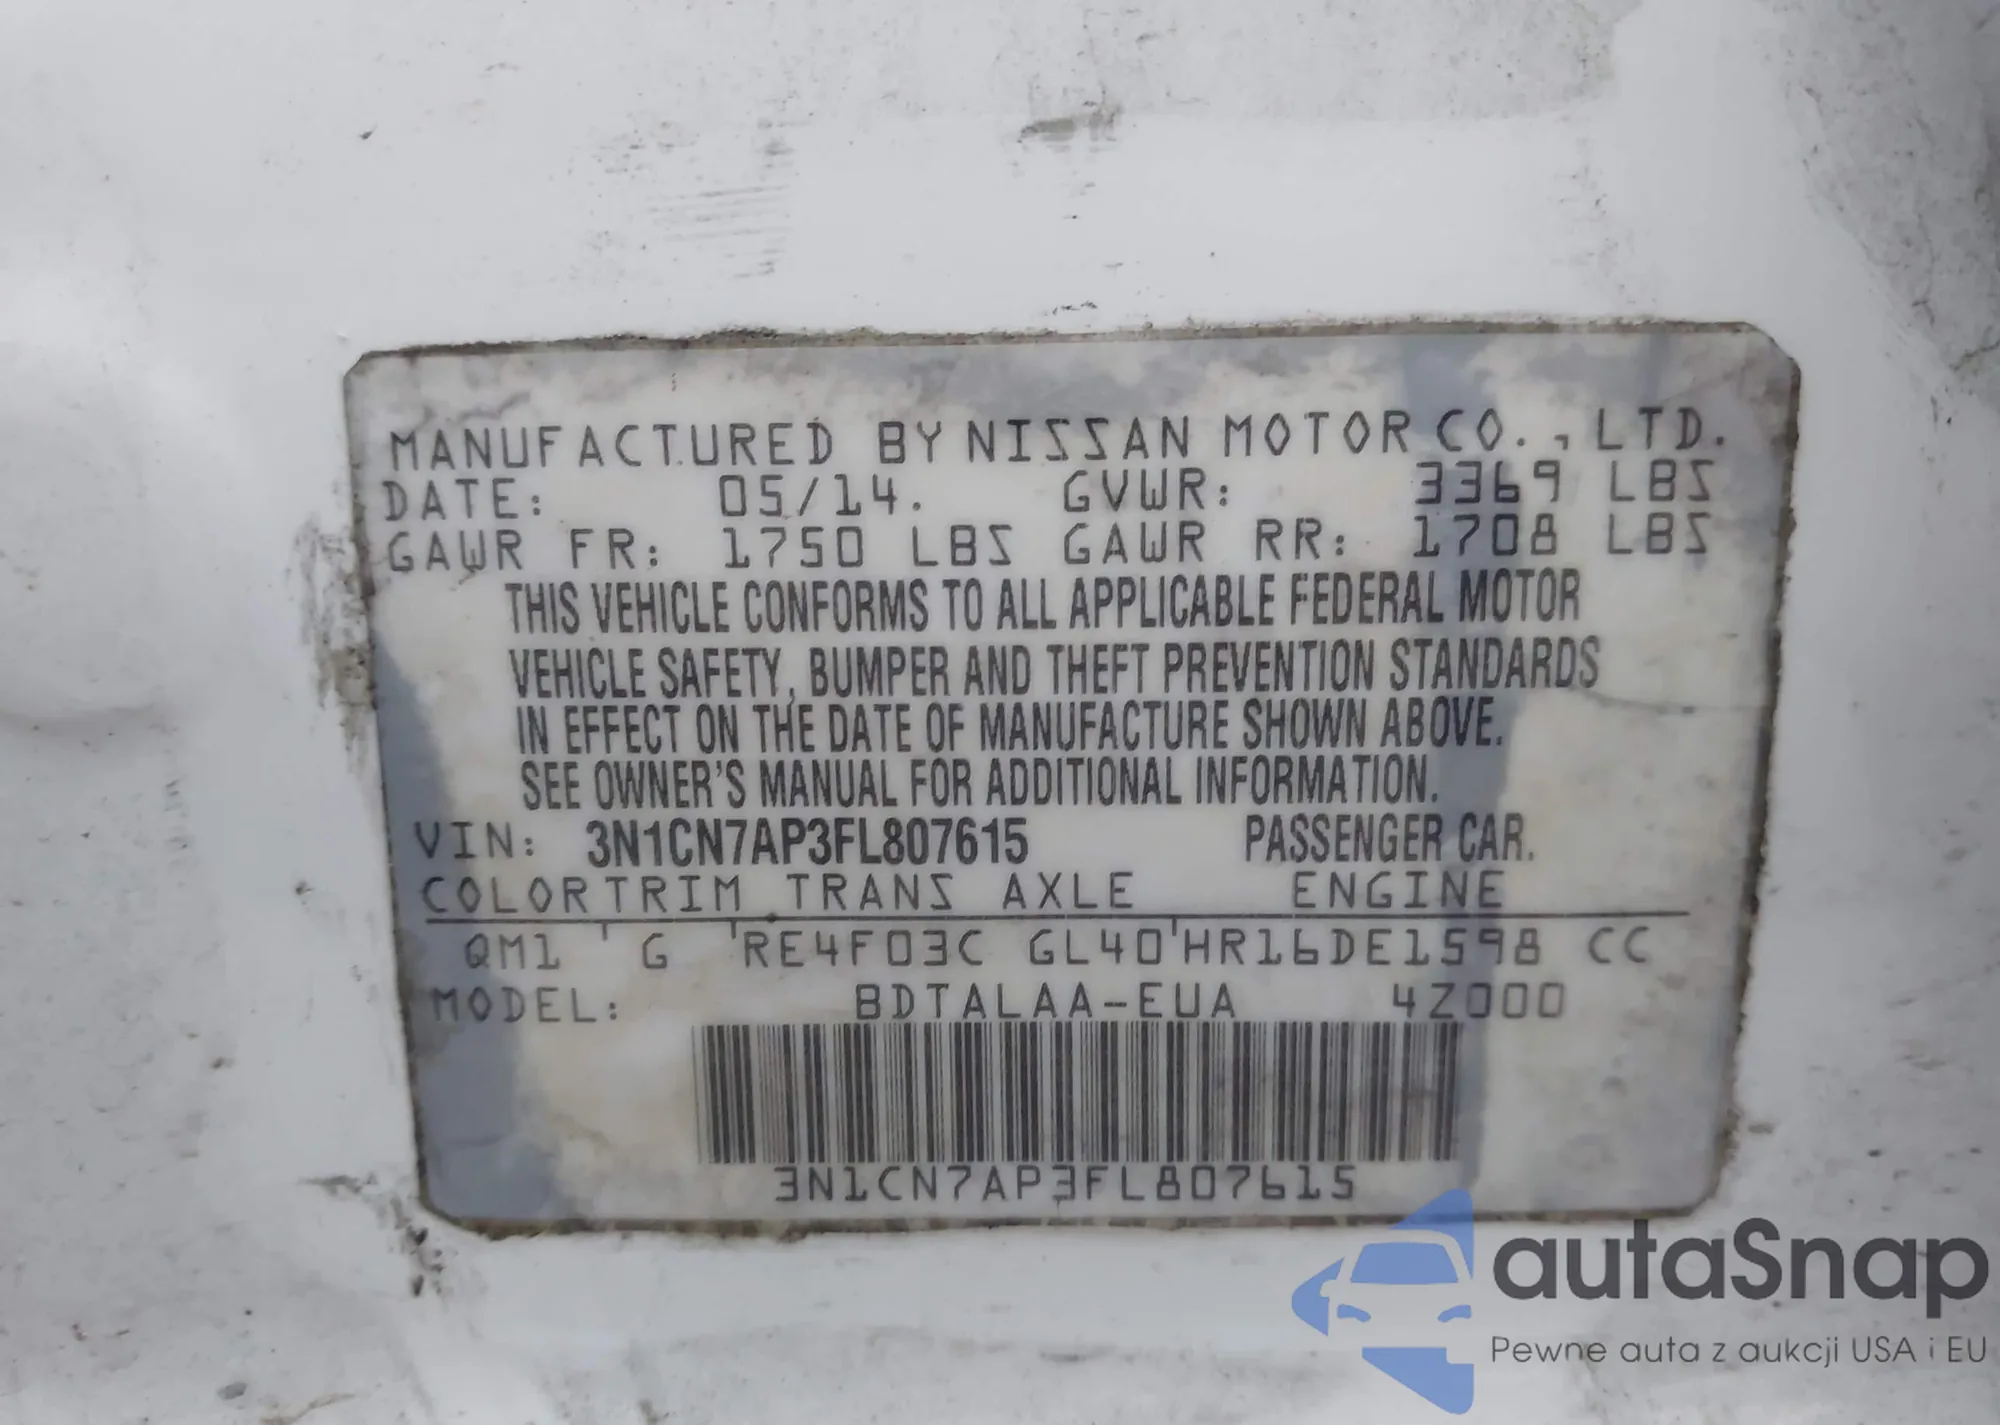 MANUFACTURED BY NISSAN MOTOR CO., LTD.
DATE: 05/14. GVWR: 3369 LBS
GAWR FR: 1750 LBS GAWR RR: 1708 LBS
THIS VEHICLE CONFORMS TO ALL APPLICABLE FEDERAL MOTOR
VEHICLE SAFETY, BUMPER AND THEFT PREVENTION STANDARDS
IN EFFECT ON THE DATE OF MANUFACTURE SHOWN ABOVE.
SEE OWNER'S MANUAL FOR ADDITIONAL INFORMATION.
VIN: 3N1CN7AP3FL807615 PASSENGER CAR.
COLOR TRIM TRANS AXLE ENGINE
QM1 ' G 'RE4F03C GL40'HR16DE1598 CC
MODEL: BDTALAA-EUA 4Z000
3N1CN7AP3FL807615
autaSnap
Pewne auta z aukcji USA i EU